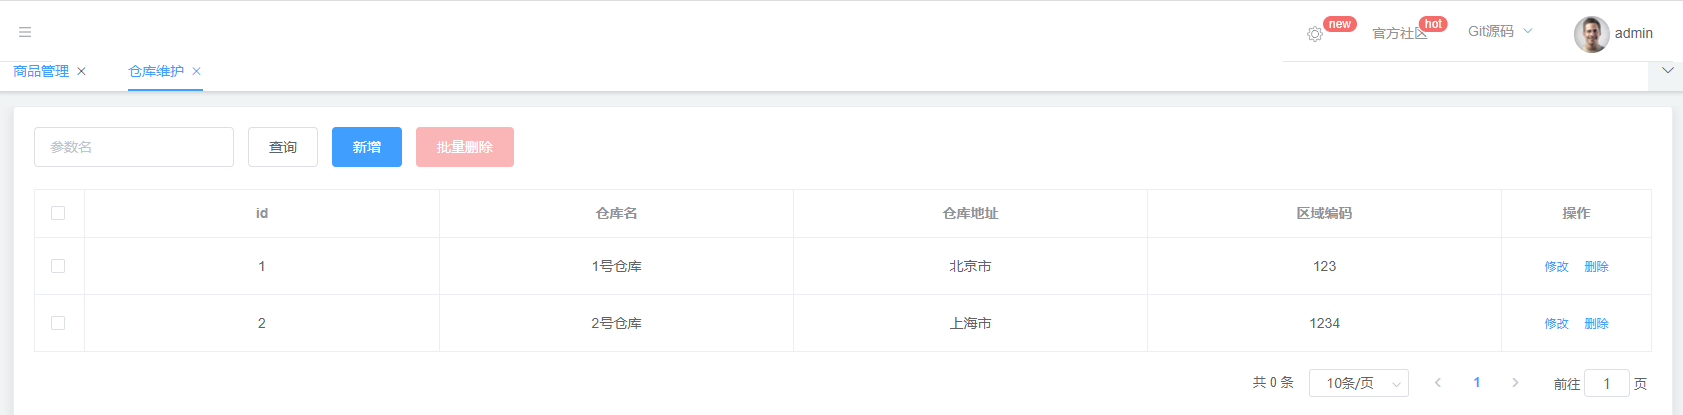 new
官方社区 hot
Git源码
admin
商品管理 仓库维护
参数名 查询 新增 批量删除
id 仓库名 仓库地址 区域编码 操作
1 1号仓库 北京市 123 修改 删除
2 2号仓库 上海市 1234 修改 删除
共 0 条 10条/页 1 前往 1 页